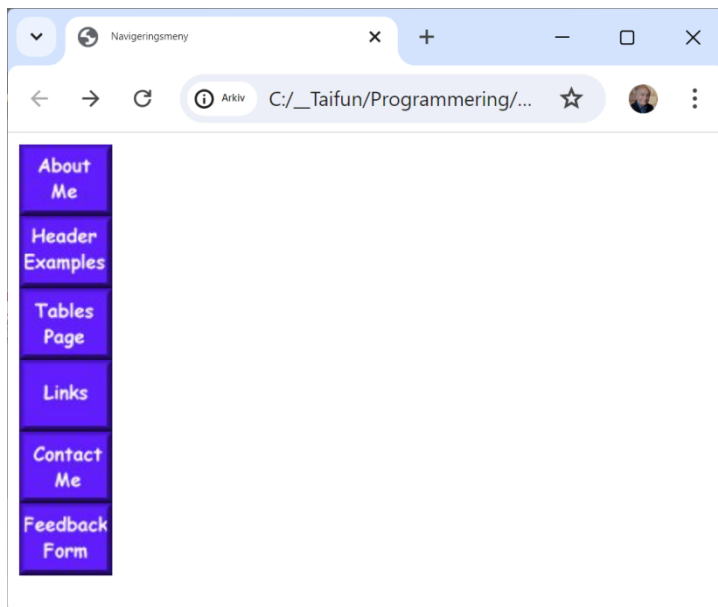 Navigeringsmeny
Arkiv C:/__Taifun/Programmering/...
About
Me
Header
Examples
Tables
Page
Links
Contact
Me
Feedback
Form